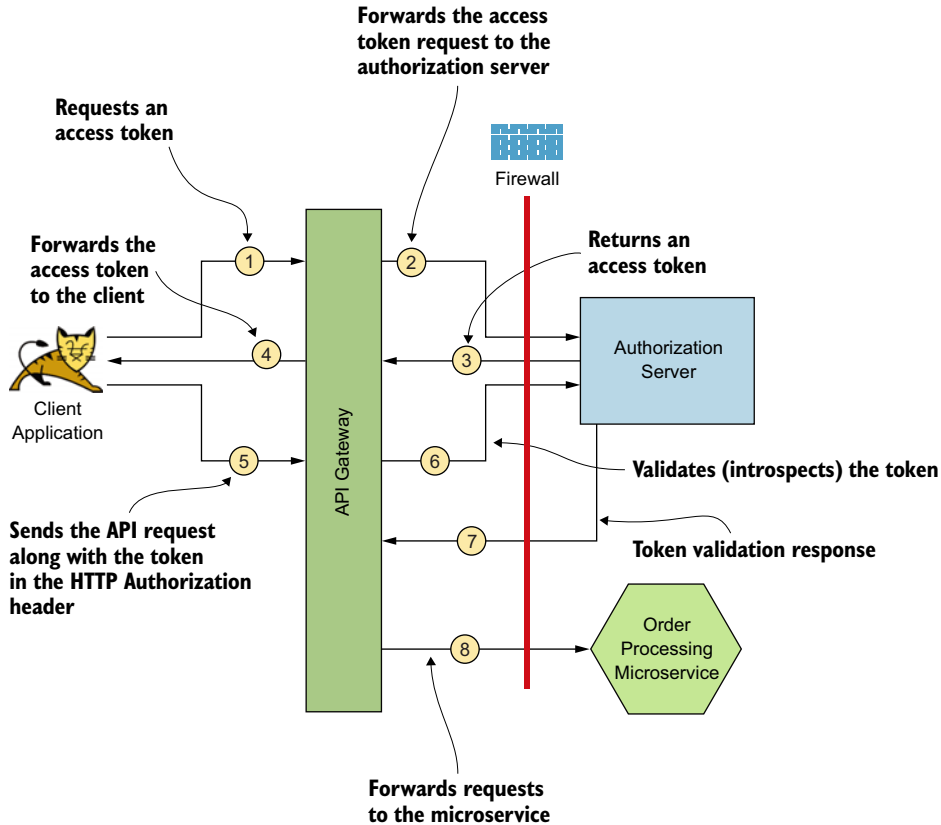 Forwards the access
token request to the
authorization server
Requests an
access token
Firewall
Forwards the
access token
to the client
1
2
Returns an
access token
4
3
Authorization
Server
Client
Application
API Gateway
5
6
Validates (introspects) the token
Sends the API request
along with the token
in the HTTP Authorization
header
7
Token validation response
8
Order
Processing
Microservice
Forwards requests
to the microservice